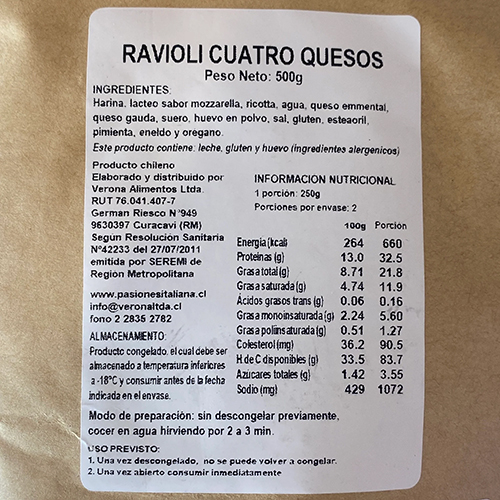 RAVIOLI CUATRO QUESOS
Peso Neto: 500g
INGREDIENTES:
Harina, lacteo sabor mozzarella, ricotta, agua, queso emmental,
queso gauda, suero, huevo en polvo, sal, gluten, esteaoril,
pimienta, eneldo y oregano.
Este producto contiene: leche, gluten y huevo (ingredientes alergenicos)
Producto chileno
Elaborado y distribuido por
Verona Alimentos Ltda.
RUT 76.041.407-7
German Riesco N°949
9630397 Curacavi (RM)
Segun Resolución Sanitaria
N°42233 del 27/07/2011
emitida por SEREMI de
Region Metropolitana
www.pasionesitaliana.cl
info@veronaltda.cl
fono 2 2835 2782
ALMACENAMIENTO:
Producto congelado, el cual debe ser
almacenado a temperatura inferiores
a -18°C y consumir antes de la fecha
indicada en el envase.
INFORMACION NUTRICIONAL
1 porción: 250g
Porciones por envase: 2
100g Porción
Energia (kcal) 264 660
Proteinas (g) 13.0 32.5
Grasa total (g) 8.71 21.8
Grasa saturada (g) 4.74 11.9
Ácidos grasos trans (g) 0.06 0.16
Grasa monoinsaturada (g) 2.24 5.60
Grasa poliinsaturada (g) 0.51 1.27
Colesterol (mg) 36.2 90.5
H de C disponibles (g) 33.5 83.7
Azucares totales (g) 1.42 3.55
Sodio (mg) 429 1072
Modo de preparación: sin descongelar previamente,
cocer en agua hirviendo por 2 a 3 min.
USO PREVISTO:
1. Una vez descongelado, no se puede volver a congelar.
2. Una vez abierto consumir inmediatamente